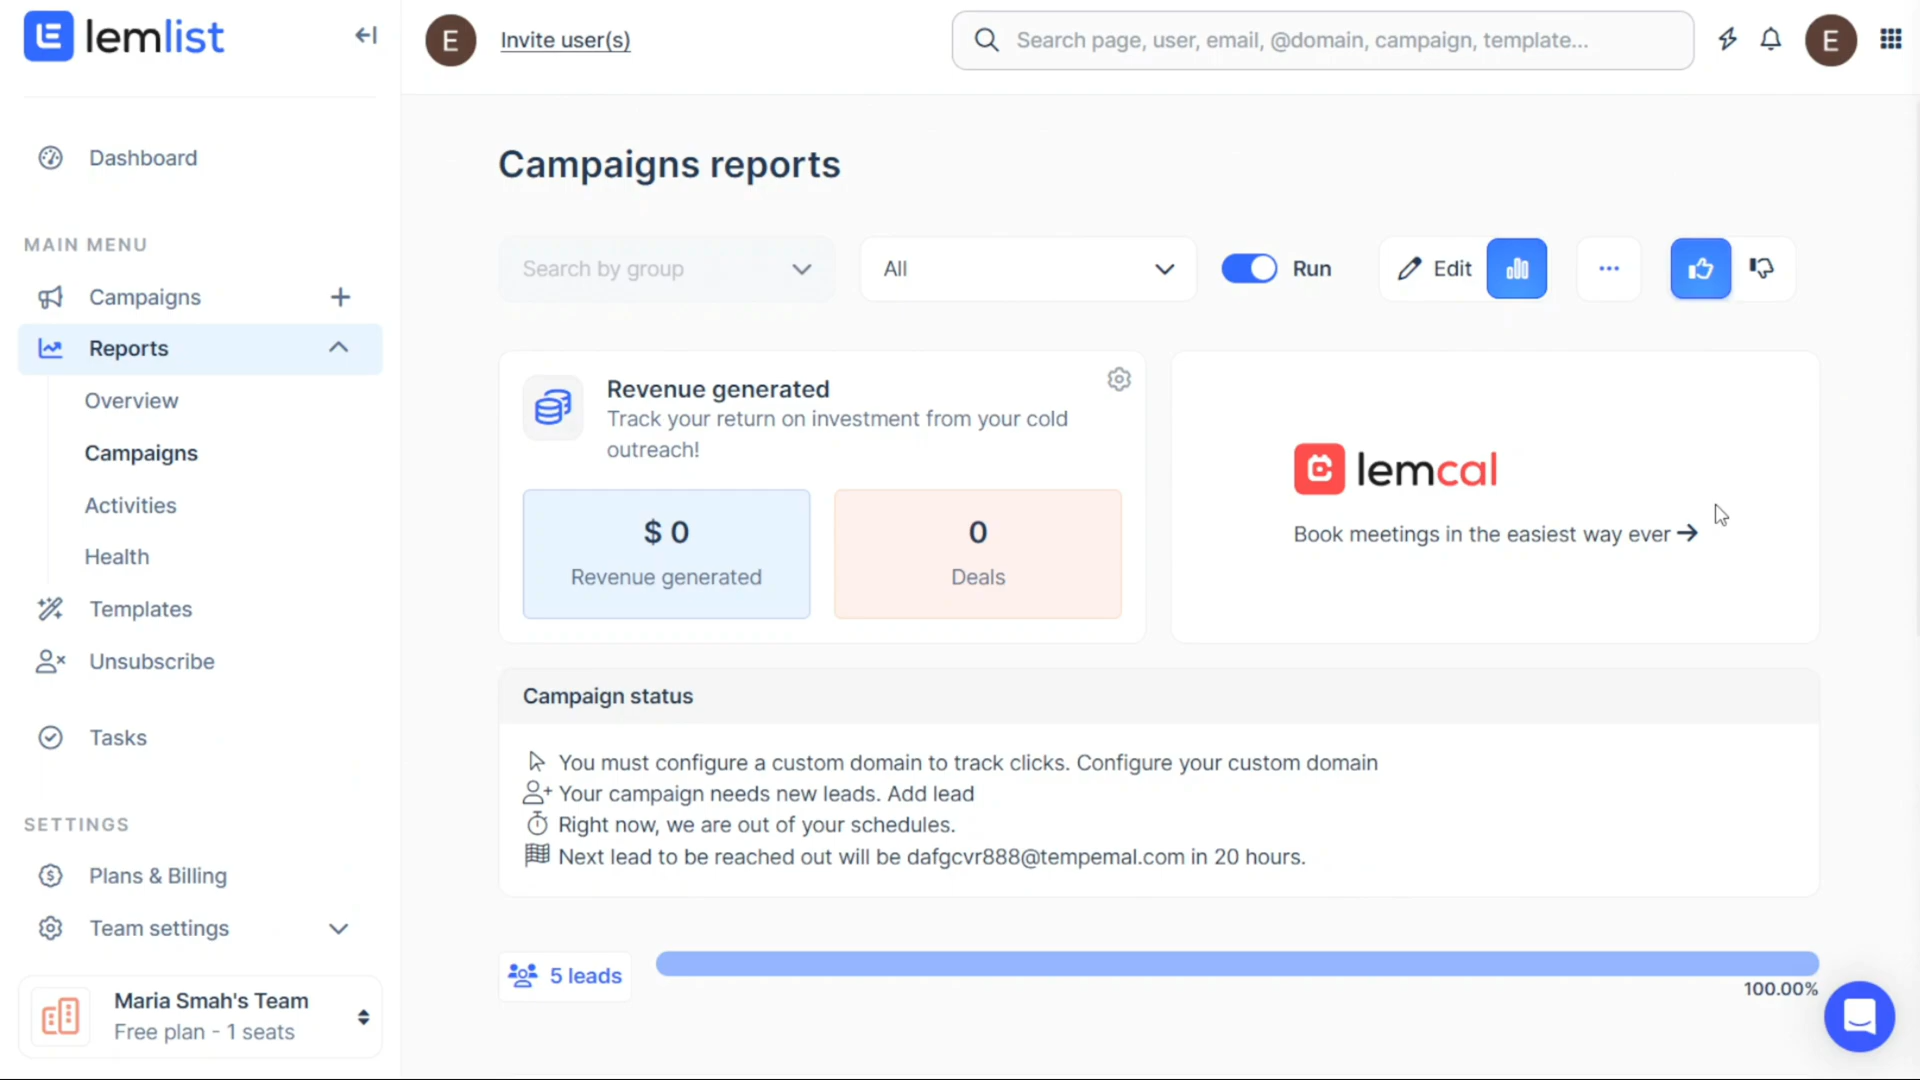 lemlist
E
Invite user(s)
Search page, user, email, @domain, campaign, template...
E
Dashboard
MAIN MENU
Campaigns
Reports
Overview
Campaigns
Activities
Health
Templates
Unsubscribe
Tasks
SETTINGS
Plans & Billing
Team settings
Maria Smah's Team
Free plan - 1 seats
Campaigns reports
Search by group
All
Run
Edit
Revenue generated
Track your return on investment from your cold
outreach!
$ 0
Revenue generated
0
Deals
lemcal
Book meetings in the easiest way ever
Campaign status
You must configure a custom domain to track clicks. Configure your custom domain
Your campaign needs new leads. Add lead
Right now, we are out of your schedules.
Next lead to be reached out will be dafgcvr888@tempemal.com in 20 hours.
5 leads
100.00%